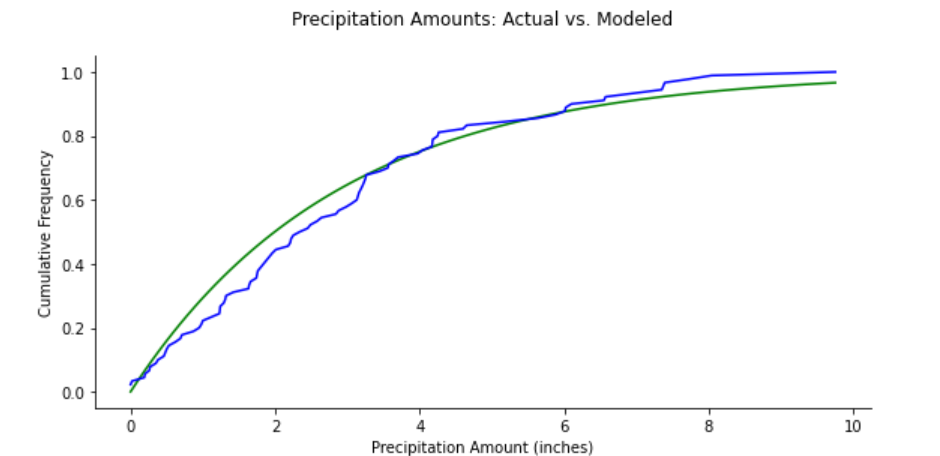 Precipitation Amounts: Actual vs. Modeled
1.0
0.8
0.6
0.4
0.2
0.0
Cumulative Frequency
0 2 4 6 8 10
Precipitation Amount (inches)